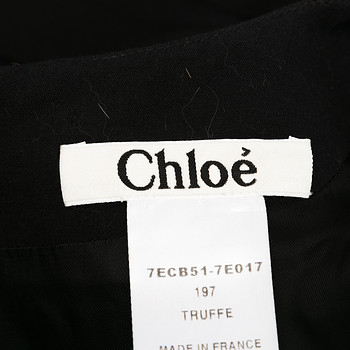 Chloé
7ECB51-7E017
197
TRUFFE
MADE IN FRANCE